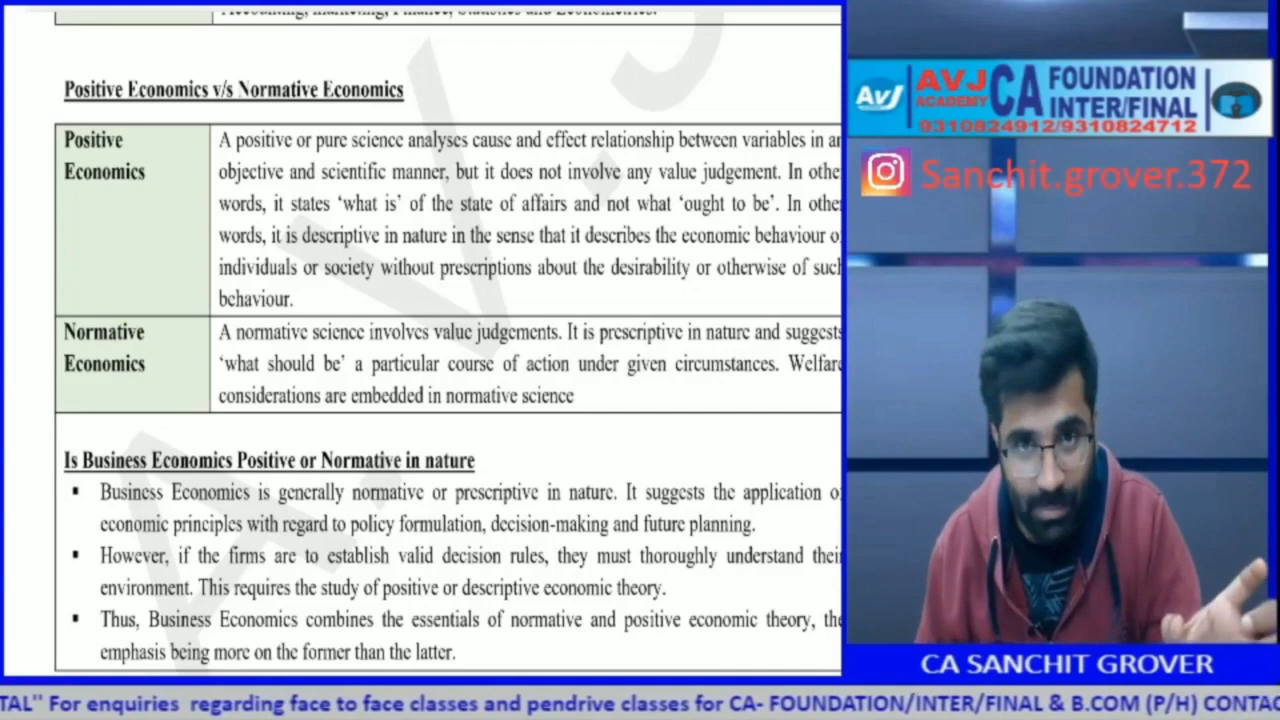 Accounting, Marketing, Finance, Statistics and Econometrics.
Positive Economics v/s Normative Economics
Positive
Economics
A positive or pure science analyses cause and effect relationship between variables in an
objective and scientific manner, but it does not involve any value judgement. In othe
words, it states ‘what is’ of the state of affairs and not what ‘ought to be’. In othe
words, it is descriptive in nature in the sense that it describes the economic behaviour o
individuals or society without prescriptions about the desirability or otherwise of such
behaviour.
Normative
Economics
A normative science involves value judgements. It is prescriptive in nature and suggests
‘what should be’ a particular course of action under given circumstances. Welfare
considerations are embedded in normative science
Is Business Economics Positive or Normative in nature
▪ Business Economics is generally normative or prescriptive in nature. It suggests the application o
economic principles with regard to policy formulation, decision-making and future planning.
▪ However, if the firms are to establish valid decision rules, they must thoroughly understand thei
environment. This requires the study of positive or descriptive economic theory.
▪ Thus, Business Economics combines the essentials of normative and positive economic theory, the
emphasis being more on the former than the latter.
AVJ
AVJ
ACADEMY
CA
FOUNDATION
INTER/FINAL
9310824912/9310824712
Sanchit.grover.372
CA SANCHIT GROVER
TAL" For enquiries regarding face to face classes and pendrive classes for CA- FOUNDATION/INTER/FINAL & B.COM (P/H) CONTAC